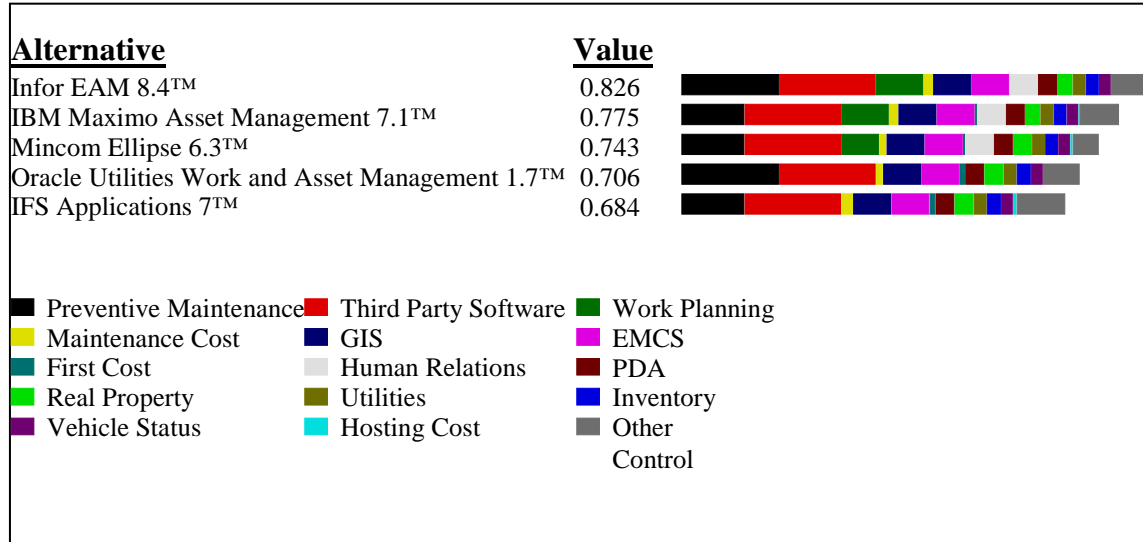 Alternative Value
Infor EAM 8.4™ 0.826
IBM Maximo Asset Management 7.1™ 0.775
Mincom Ellipse 6.3™ 0.743
Oracle Utilities Work and Asset Management 1.7™ 0.706
IFS Applications 7™ 0.684
Preventive Maintenance Third Party Software Work Planning
Maintenance Cost GIS EMCS
First Cost Human Relations PDA
Real Property Utilities Inventory
Vehicle Status Hosting Cost Other
Control